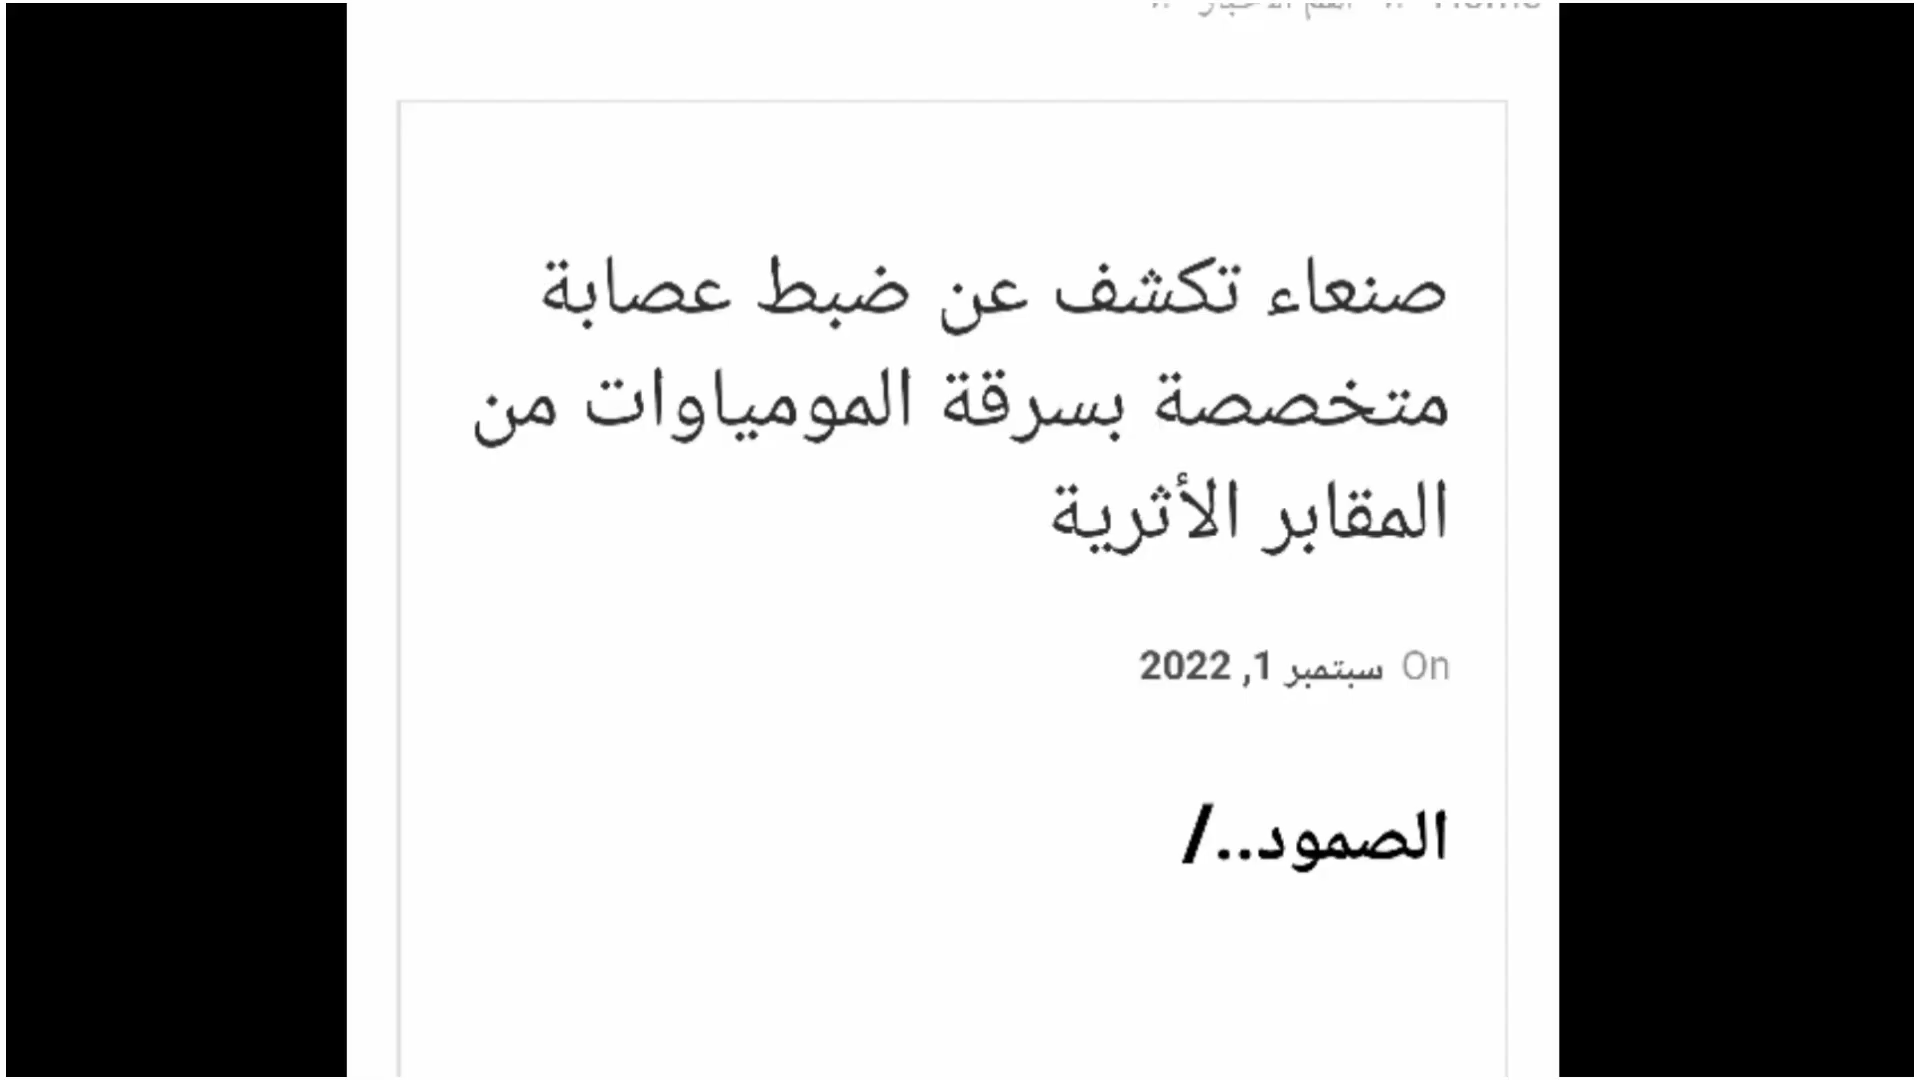 صنعاء تكشف عن ضبط عصابة
متخصصة بسرقة المومياوات من
المقابر الأثرية
On سبتمبر 1, 2022
الصمود../